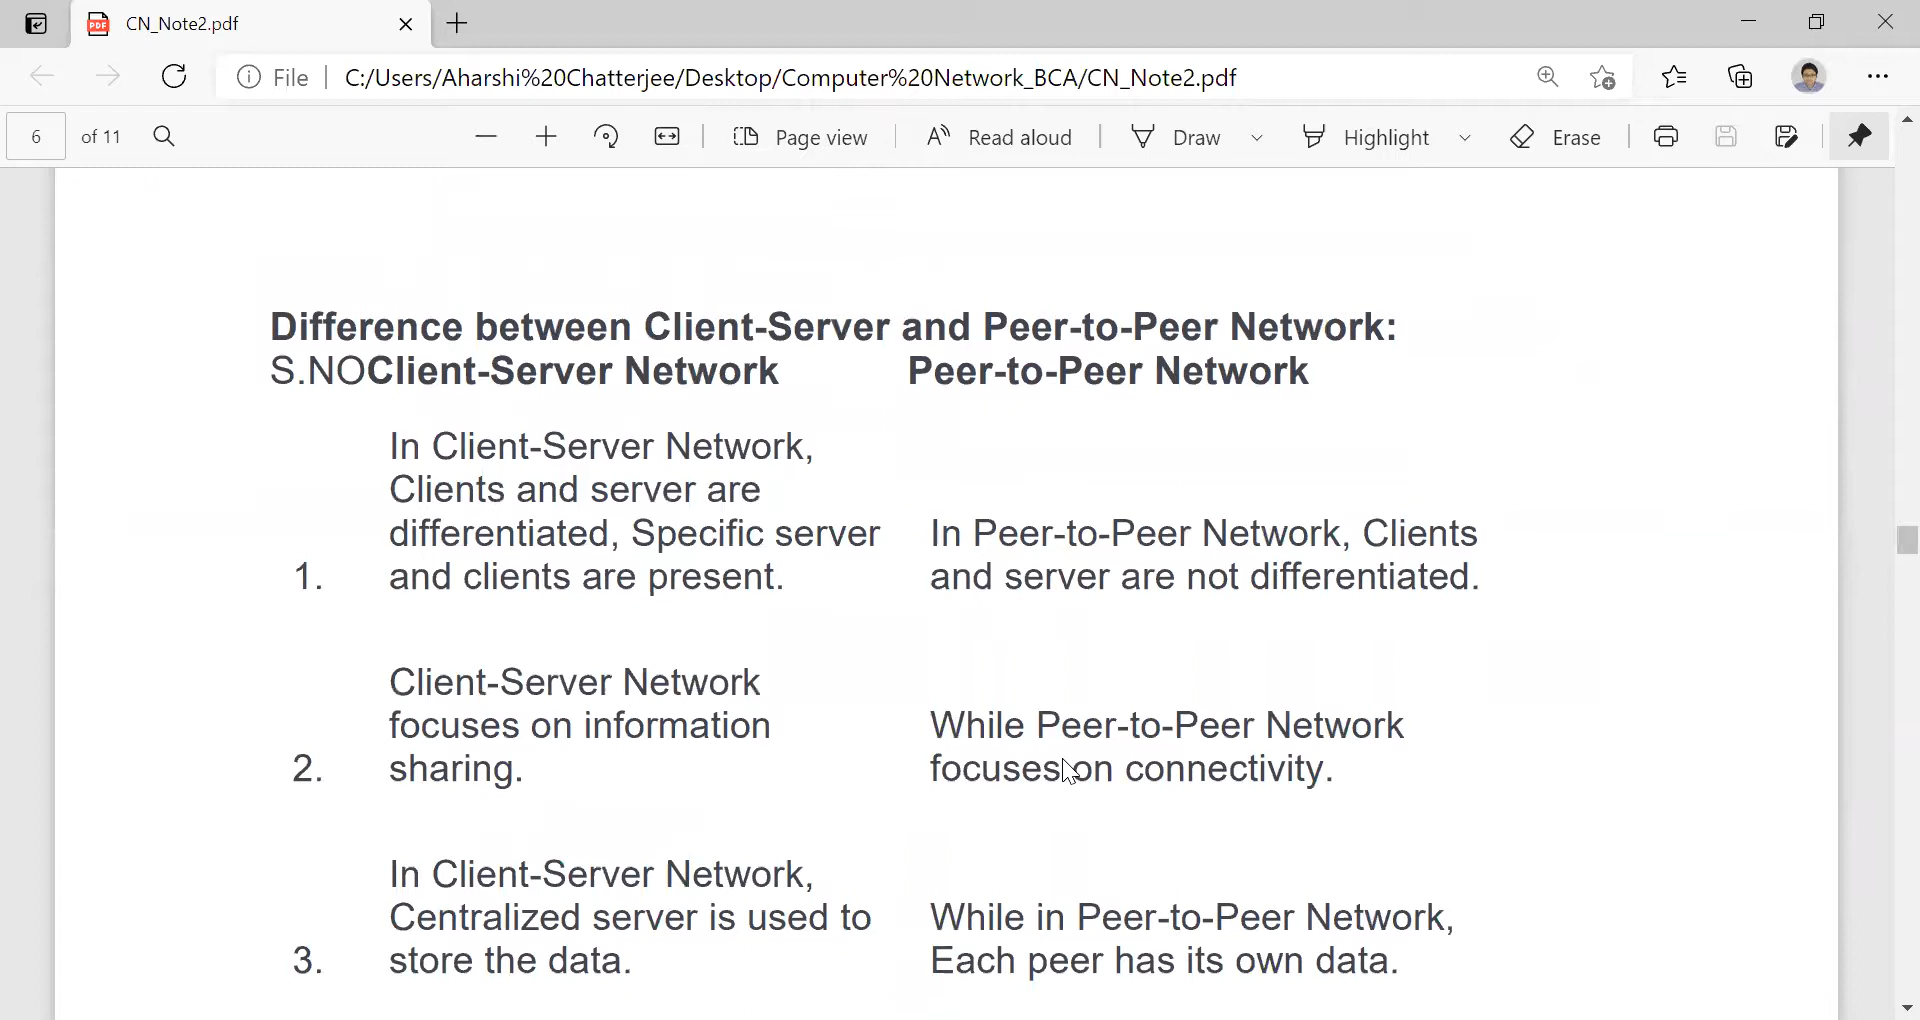 CN_Note2.pdf
File
C:/Users/Aharshi%20Chatterjee/Desktop/Computer%20Network_BCA/CN_Note2.pdf
6 of 11
Page view
Read aloud
Draw
Highlight
Erase
Difference between Client-Server and Peer-to-Peer Network:
S.NOClient-Server Network Peer-to-Peer Network
In Client-Server Network,
Clients and server are
differentiated, Specific server In Peer-to-Peer Network, Clients
1. and clients are present. and server are not differentiated.
Client-Server Network
focuses on information While Peer-to-Peer Network
2. sharing. focuses on connectivity.
In Client-Server Network,
Centralized server is used to While in Peer-to-Peer Network,
3. store the data. Each peer has its own data.